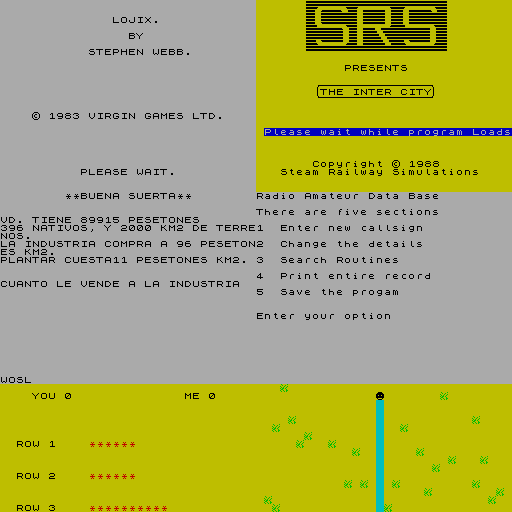 LOJIX.
BY
STEPHEN WEBB.
© 1983 VIRGIN GAMES LTD.
PLEASE WAIT.
SRS
PRESENTS
THE INTER CITY
Please wait while program Loads
Copyright © 1988
Steam Railway Simulations
**BUENA SUERTA**
VD. TIENE 89915 PESETONES
396 NATIVOS, Y 2000 KM2 DE TERRE
NOS.
LA INDUSTRIA COMPRA A 96 PESETON
ES KM2.
PLANTAR CUESTA11 PESETONES KM2.
CUANTO LE VENDE A LA INDUSTRIA
WOSL
Radio Amateur Data Base
There are five sections
1 Enter new callsign
2 Change the details
3 Search Routines
4 Print entire record
5 Save the progam
Enter your option
YOU 0 ME 0
ROW 1 ******
ROW 2 ******
ROW 3 **********